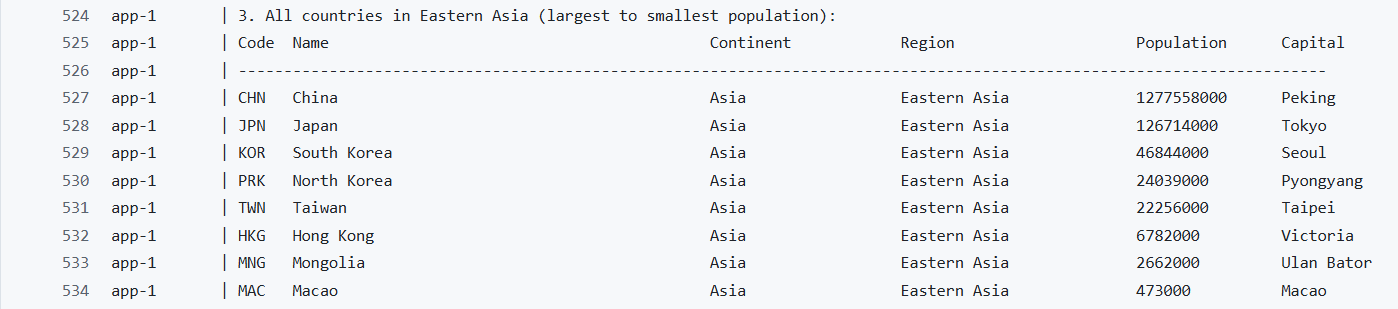 524 app-1 | 3. All countries in Eastern Asia (largest to smallest population):
525 app-1 | Code Name Continent Region Population Capital
526 app-1 | ------------------------------------------------------------------------------------------------------------------------
527 app-1 | CHN China Asia Eastern Asia 1277558000 Peking
528 app-1 | JPN Japan Asia Eastern Asia 126714000 Tokyo
529 app-1 | KOR South Korea Asia Eastern Asia 46844000 Seoul
530 app-1 | PRK North Korea Asia Eastern Asia 24039000 Pyongyang
531 app-1 | TWN Taiwan Asia Eastern Asia 22256000 Taipei
532 app-1 | HKG Hong Kong Asia Eastern Asia 6782000 Victoria
533 app-1 | MNG Mongolia Asia Eastern Asia 2662000 Ulan Bator
534 app-1 | MAC Macao Asia Eastern Asia 473000 Macao